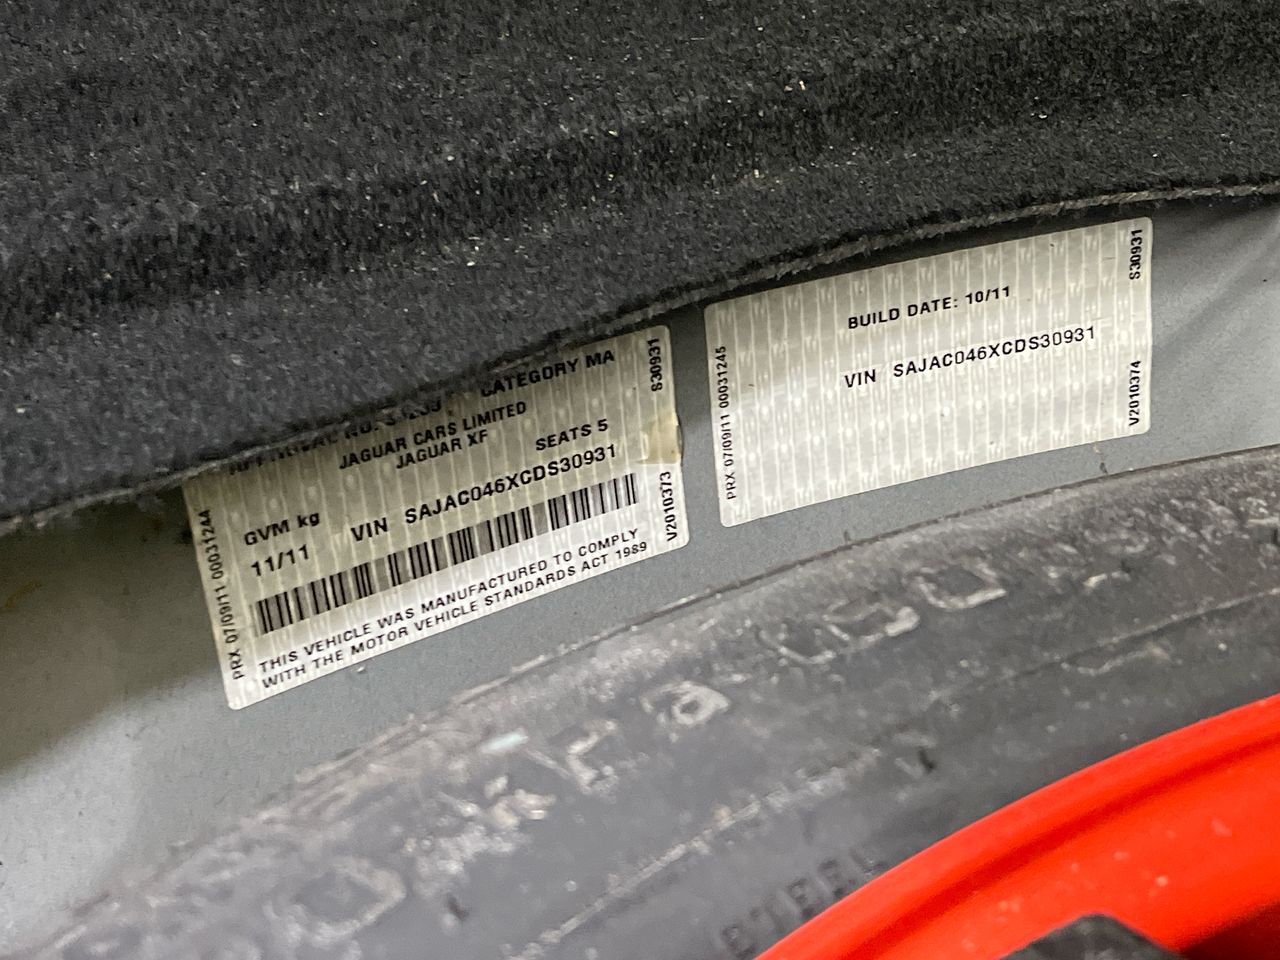 CATEGORY MA
JAGUAR CARS LIMITED
JAGUAR XF
SEATS 5
GVM kg
11/11
VIN SAJAC046XCDS30931
THIS VEHICLE WAS MANUFACTURED TO COMPLY
WITH THE MOTOR VEHICLE STANDARDS ACT 1989
PRX 07/09/11 00031244
S30931
V2010373
BUILD DATE: 10/11
VIN SAJAC046XCDS30931
PRX 07/09/11 00031245
S30931
V2010374